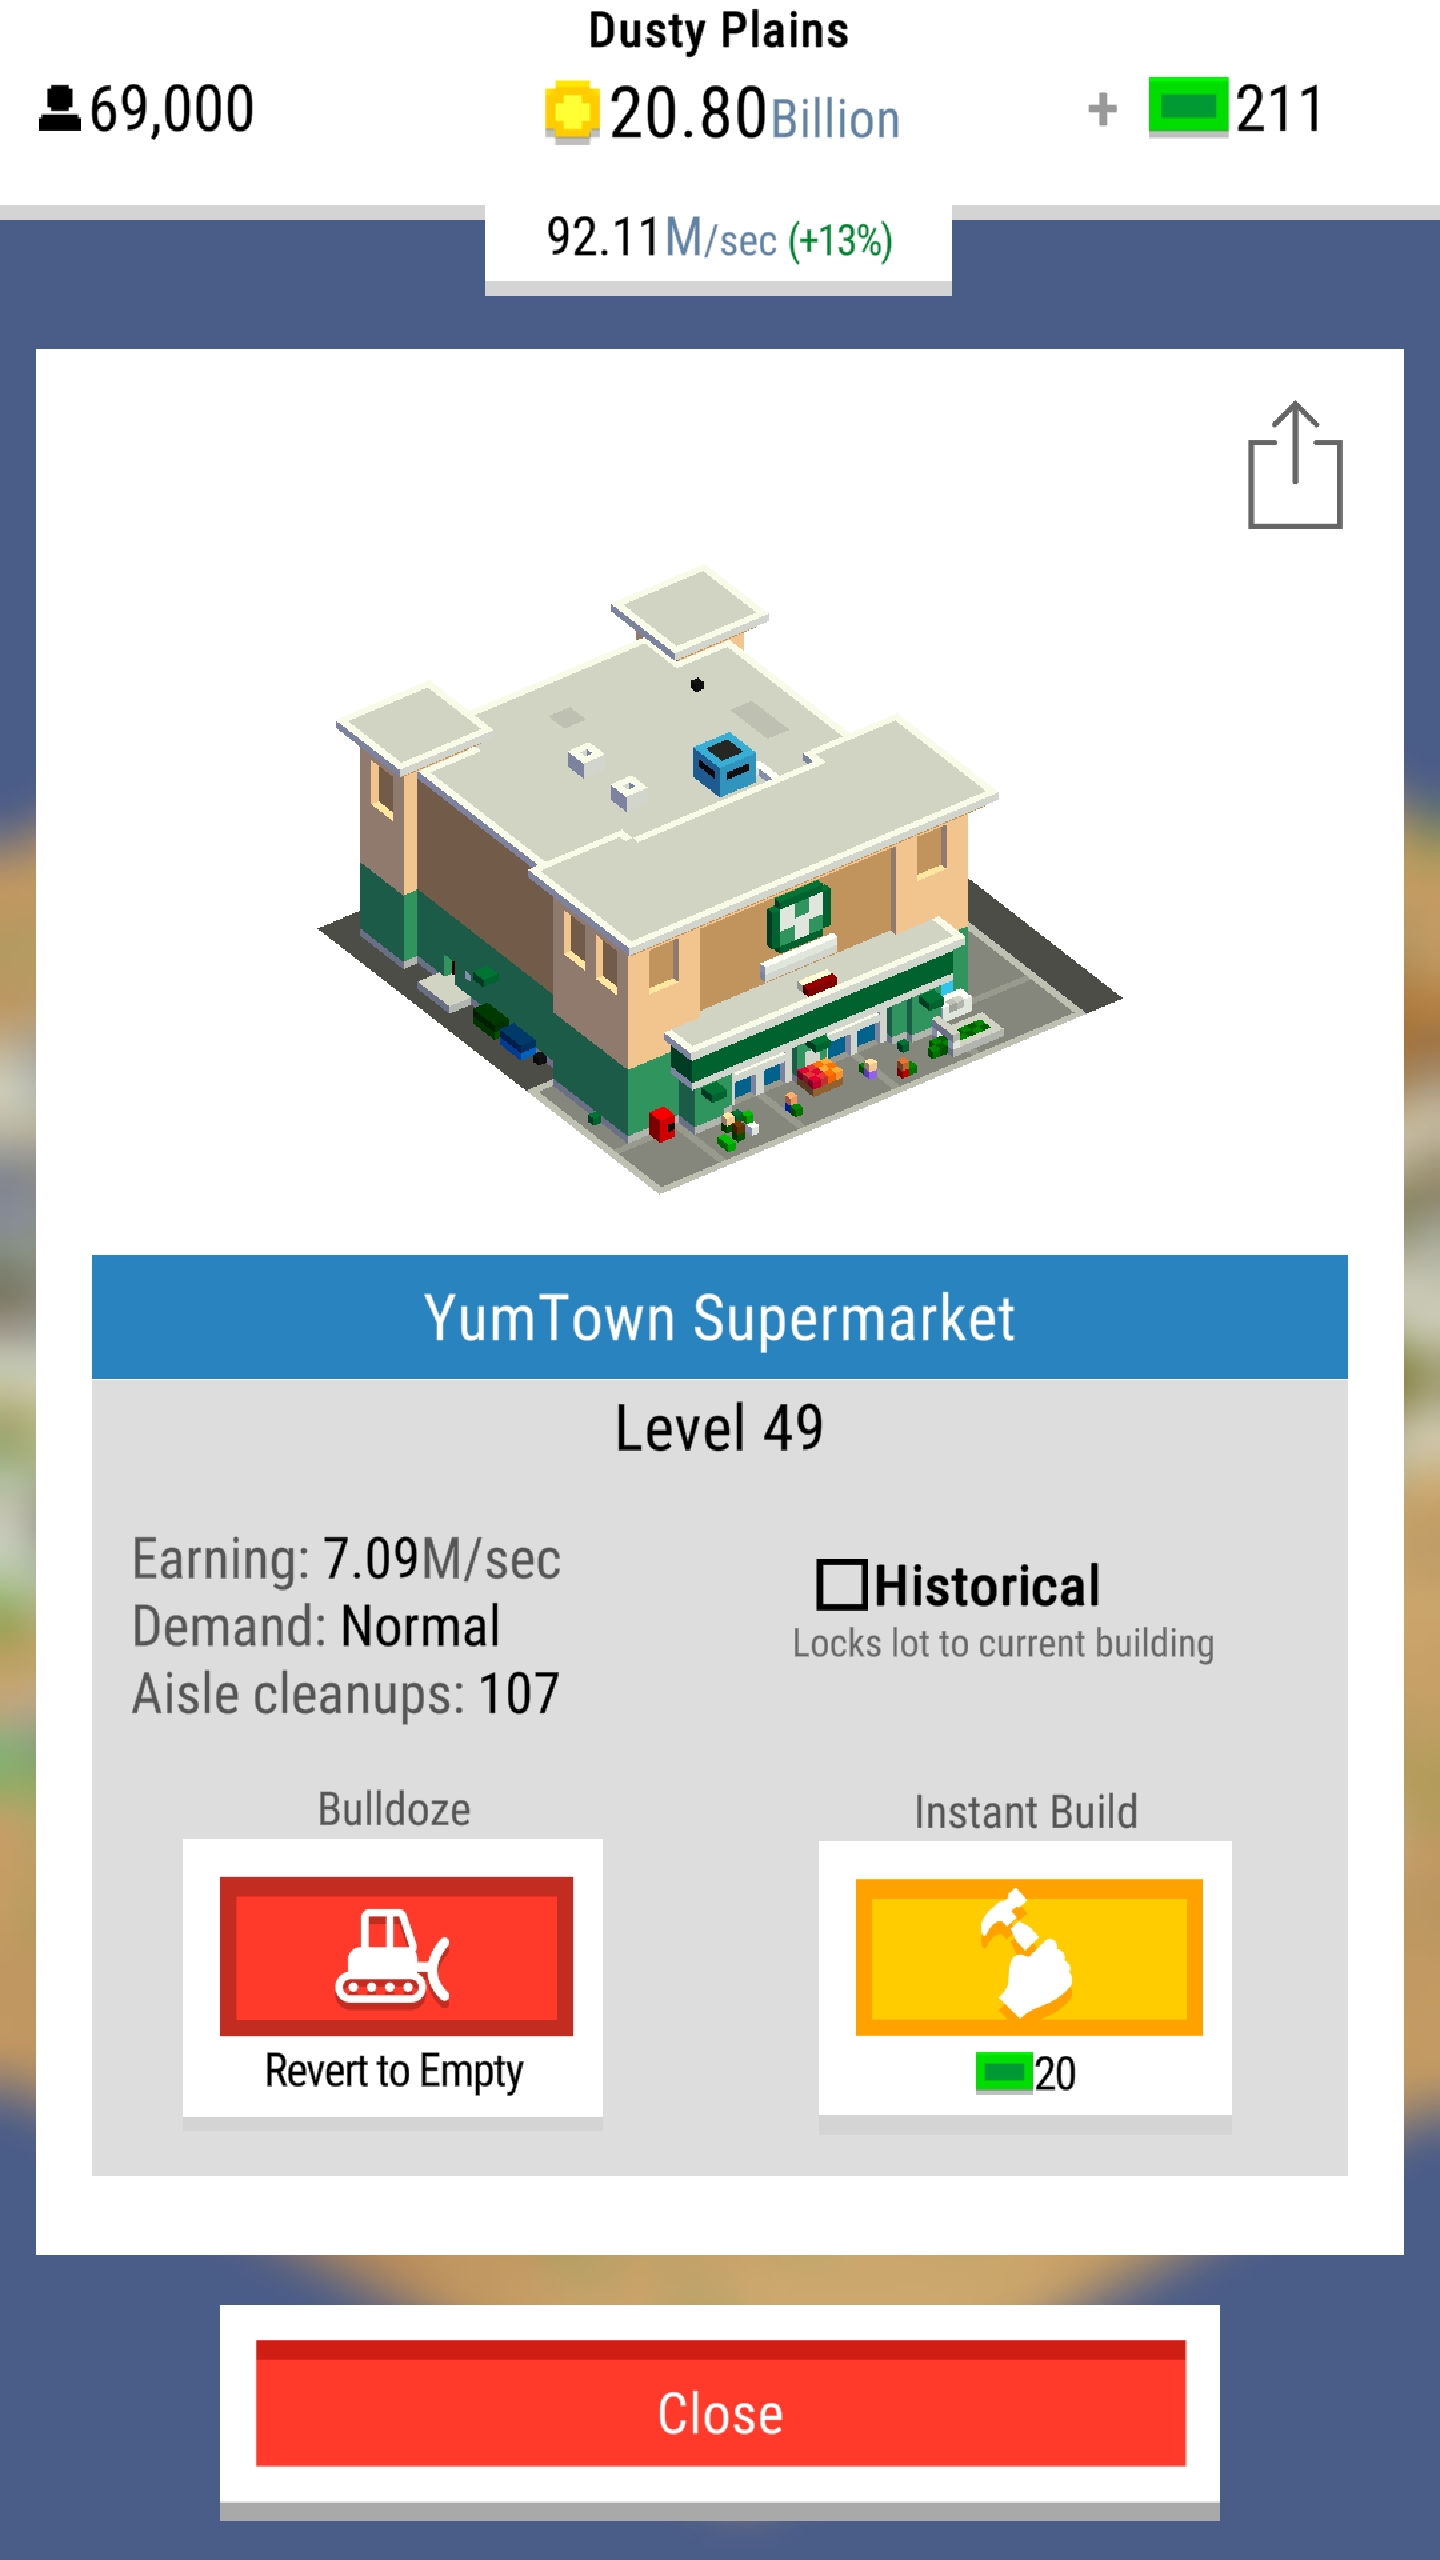 Dusty Plains
69,000
20.80Billion
+ 211
92.11M/sec (+13%)
YumTown Supermarket
Level 49
Earning: 7.09M/sec
Demand: Normal
Aisle cleanups: 107
Historical
Locks lot to current building
Bulldoze
Revert to Empty
Instant Build
20
Close